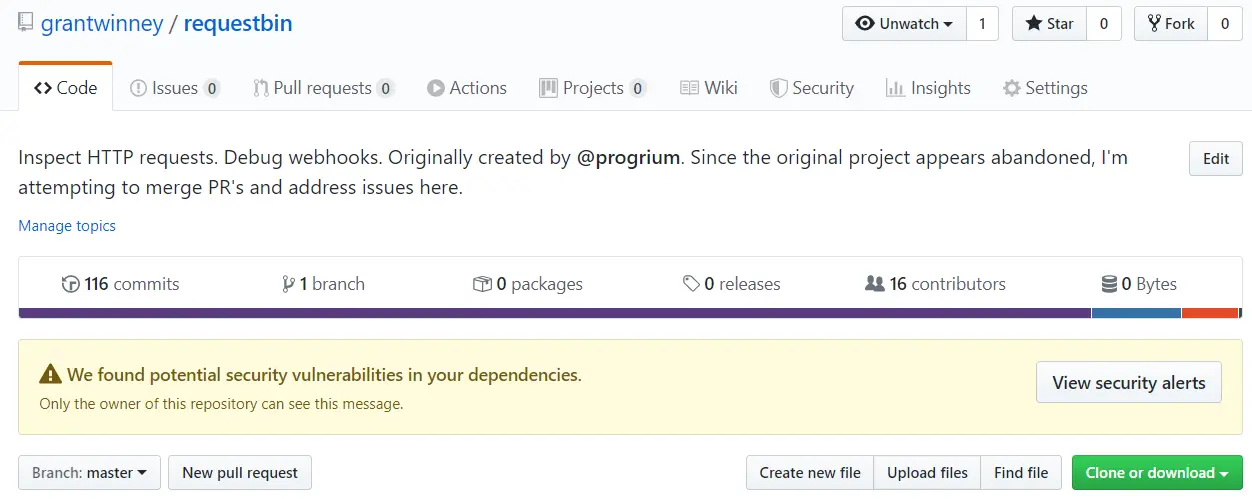 grantwinney / requestbin
Unwatch 1 Star 0 Fork 0
Code Issues 0 Pull requests 0 Actions Projects 0 Wiki Security Insights Settings
Inspect HTTP requests. Debug webhooks. Originally created by @progrium. Since the original project appears abandoned, I'm
attempting to merge PR's and address issues here.
Edit
Manage topics
116 commits 1 branch 0 packages 0 releases 16 contributors 0 Bytes
We found potential security vulnerabilities in your dependencies.
Only the owner of this repository can see this message.
View security alerts
Branch: master New pull request Create new file Upload files Find file Clone or download